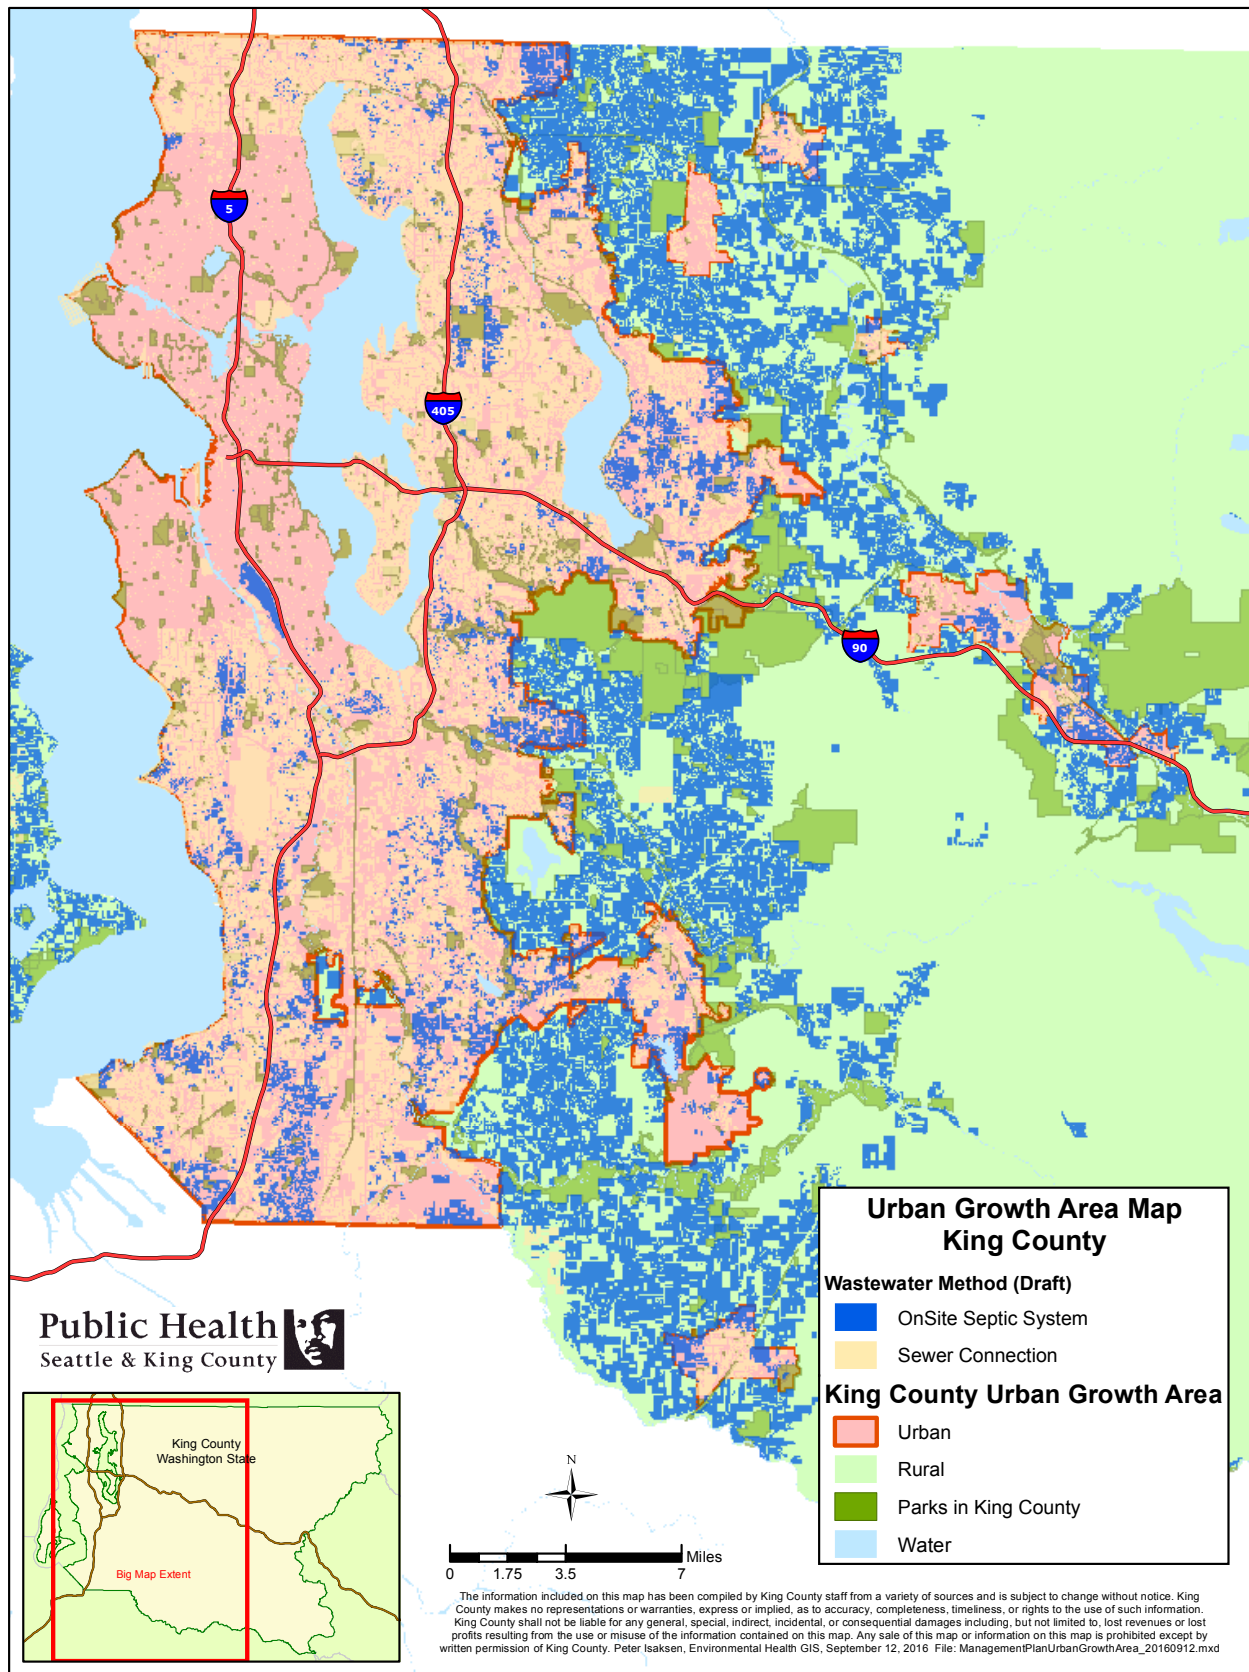 5
405
90
Urban Growth Area Map
King County
Wastewater Method (Draft)
OnSite Septic System
Sewer Connection
King County Urban Growth Area
Urban
Rural
Parks in King County
Water
Public Health
Seattle & King County
King County
Washington State
Big Map Extent
N
Miles
0 1.75 3.5 7
The information included on this map has been compiled by King County staff from a variety of sources and is subject to change without notice. King
County makes no representations or warranties, express or implied, as to accuracy, completeness, timeliness, or rights to the use of such information.
King County shall not be liable for any general, special, indirect, incidental, or consequential damages including, but not limited to, lost revenues or lost
profits resulting from the use or misuse of the information contained on this map. Any sale of this map or information on this map is prohibited except by
written permission of King County. Peter Isaksen, Environmental Health GIS, September 12, 2016 File: ManagementPlanUrbanGrowthArea_20160912.mxd